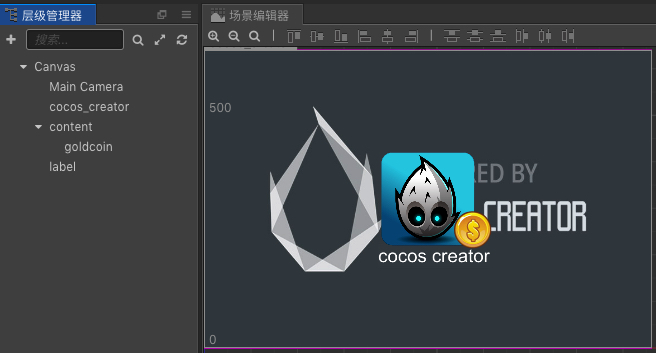 层级管理器
场景编辑器
搜索...
Canvas
Main Camera
cocos_creator
content
goldcoin
label
500
RED BY
CREATOR
$
cocos creator
0